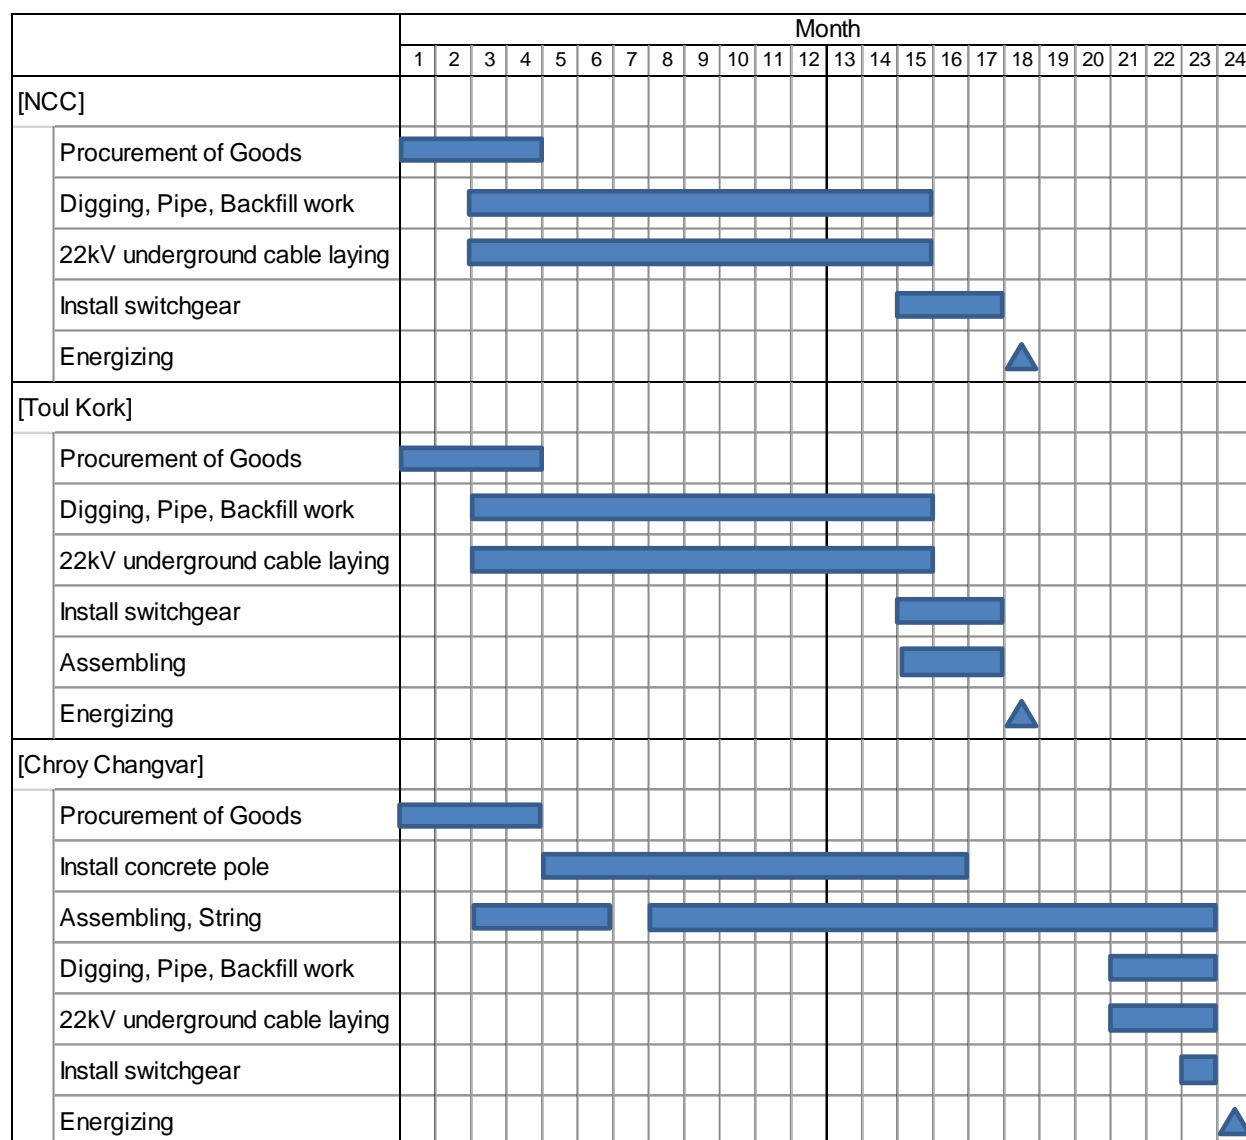 Month
1 2 3 4 5 6 7 8 9 10 11 12 13 14 15 16 17 18 19 20 21 22 23 24
[NCC]
Procurement of Goods
Digging, Pipe, Backfill work
22kV underground cable laying
Install switchgear
Energizing
[Toul Kork]
Procurement of Goods
Digging, Pipe, Backfill work
22kV underground cable laying
Install switchgear
Assembling
Energizing
[Chroy Changvar]
Procurement of Goods
Install concrete pole
Assembling, String
Digging, Pipe, Backfill work
22kV underground cable laying
Install switchgear
Energizing